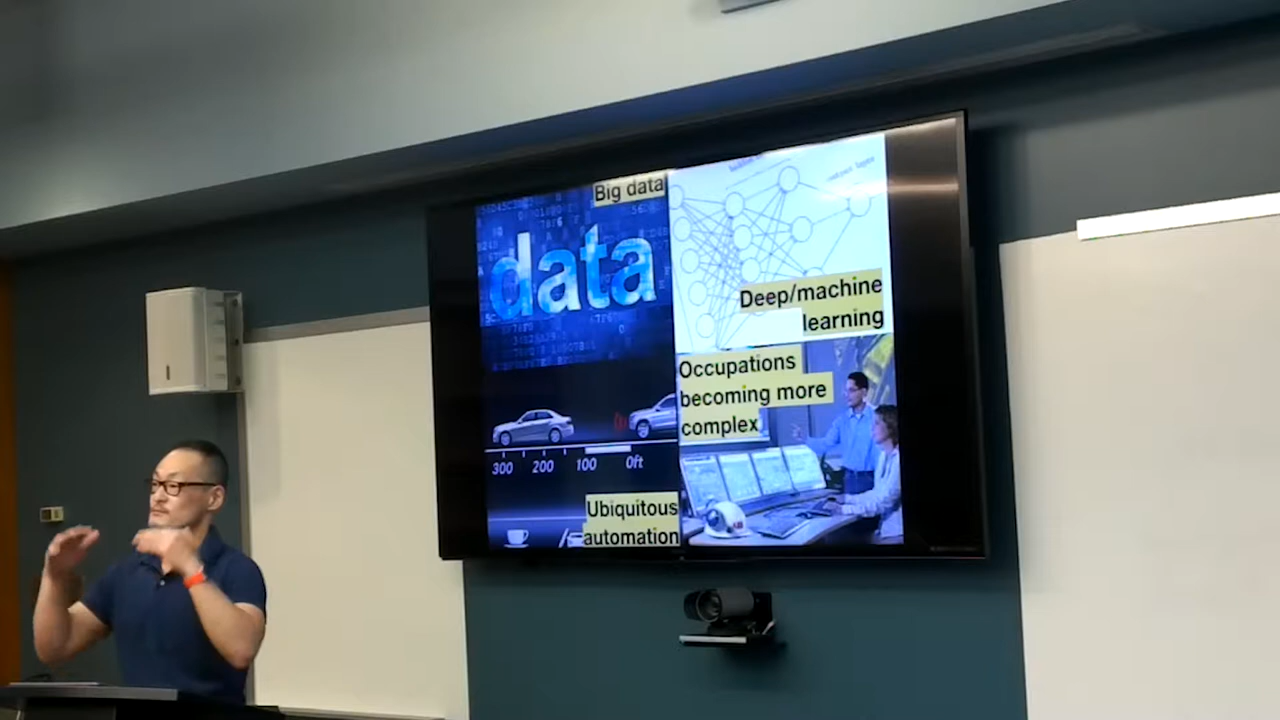 Big data
data
Deep/machine
learning
Occupations
becoming more
complex
300 200 100 0ft
Ubiquitous
automation